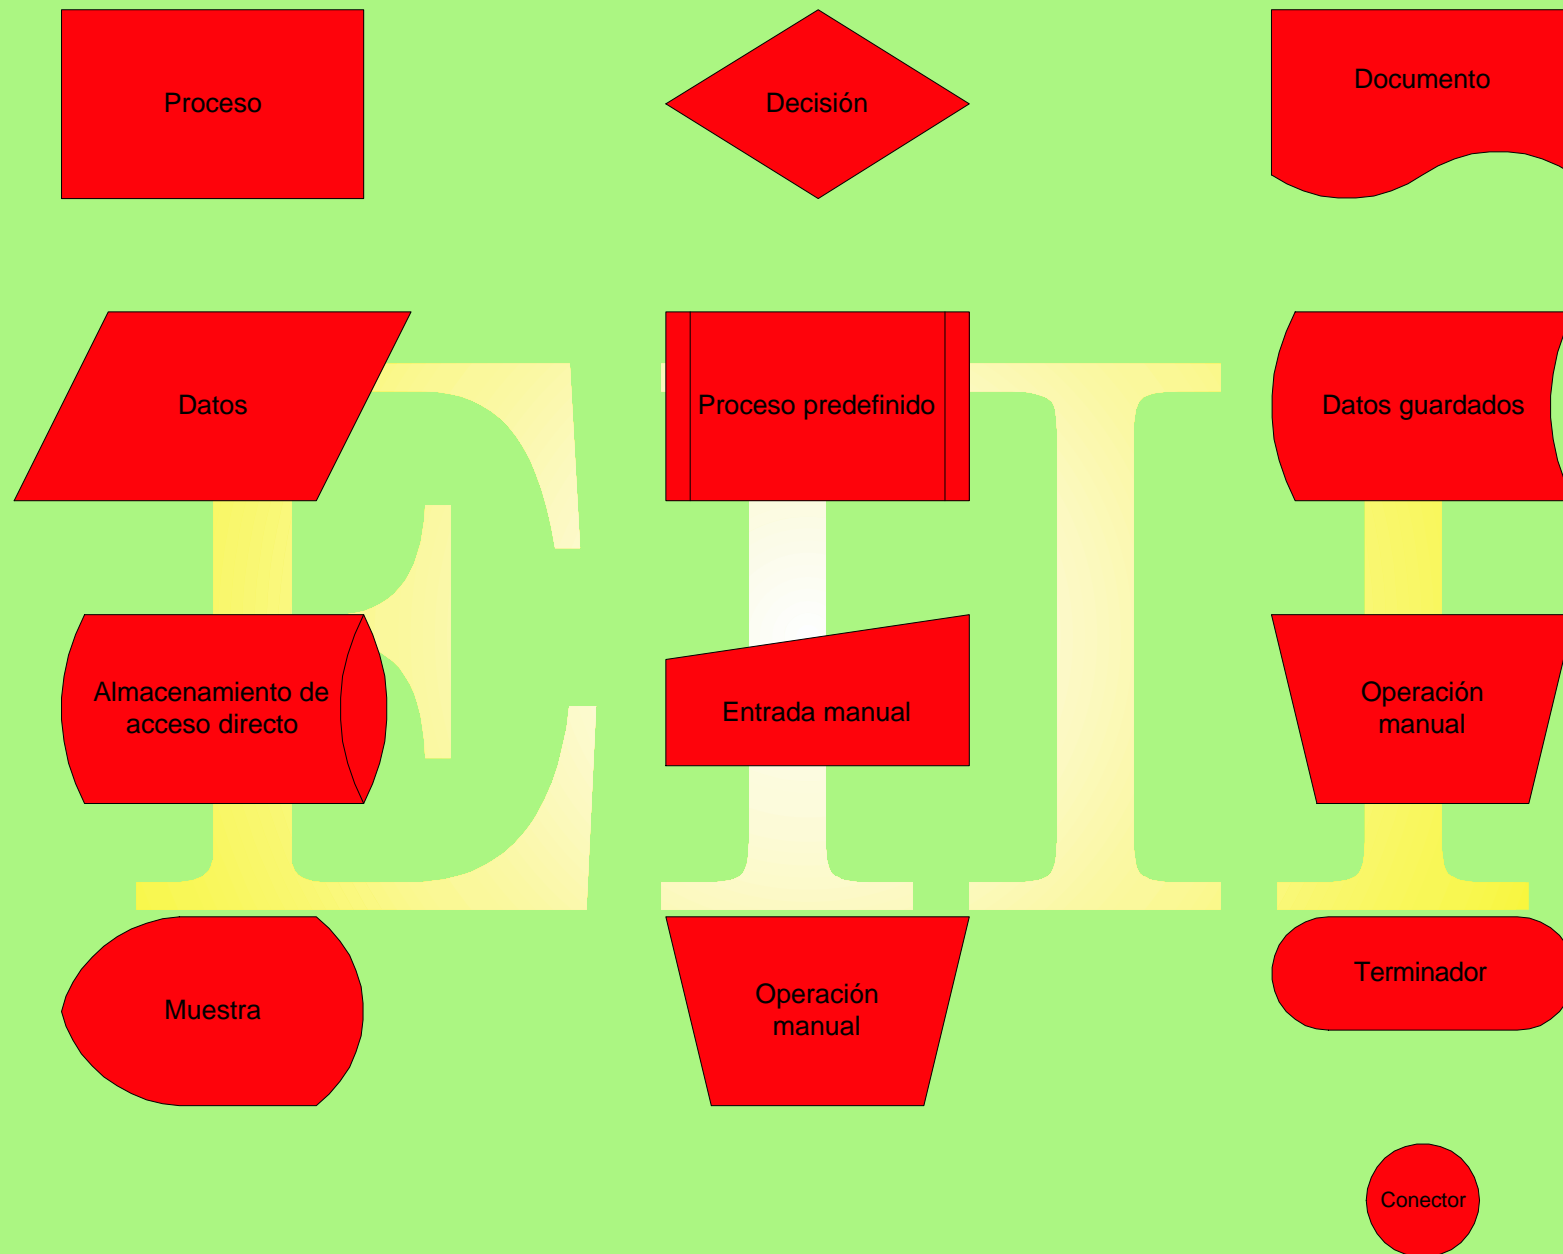 Proceso
Decisión
Documento
Datos
Proceso predefinido
Datos guardados
Almacenamiento de
acceso directo
Entrada manual
Operación
manual
Muestra
Operación
manual
Terminador
Conector
EIII